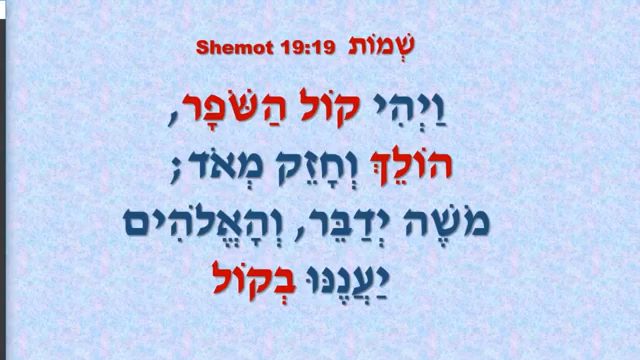 שְׁמוֹת Shemot 19:19
וַיְהִי קוֹל הַשֹּׁפָר,
הוֹלֵךְ וְחָזֵק מְאֹד;
מֹשֶׁה יְדַבֵּר, וְהָאֱלֹהִים
יַעֲנֶנּוּ בְקוֹל